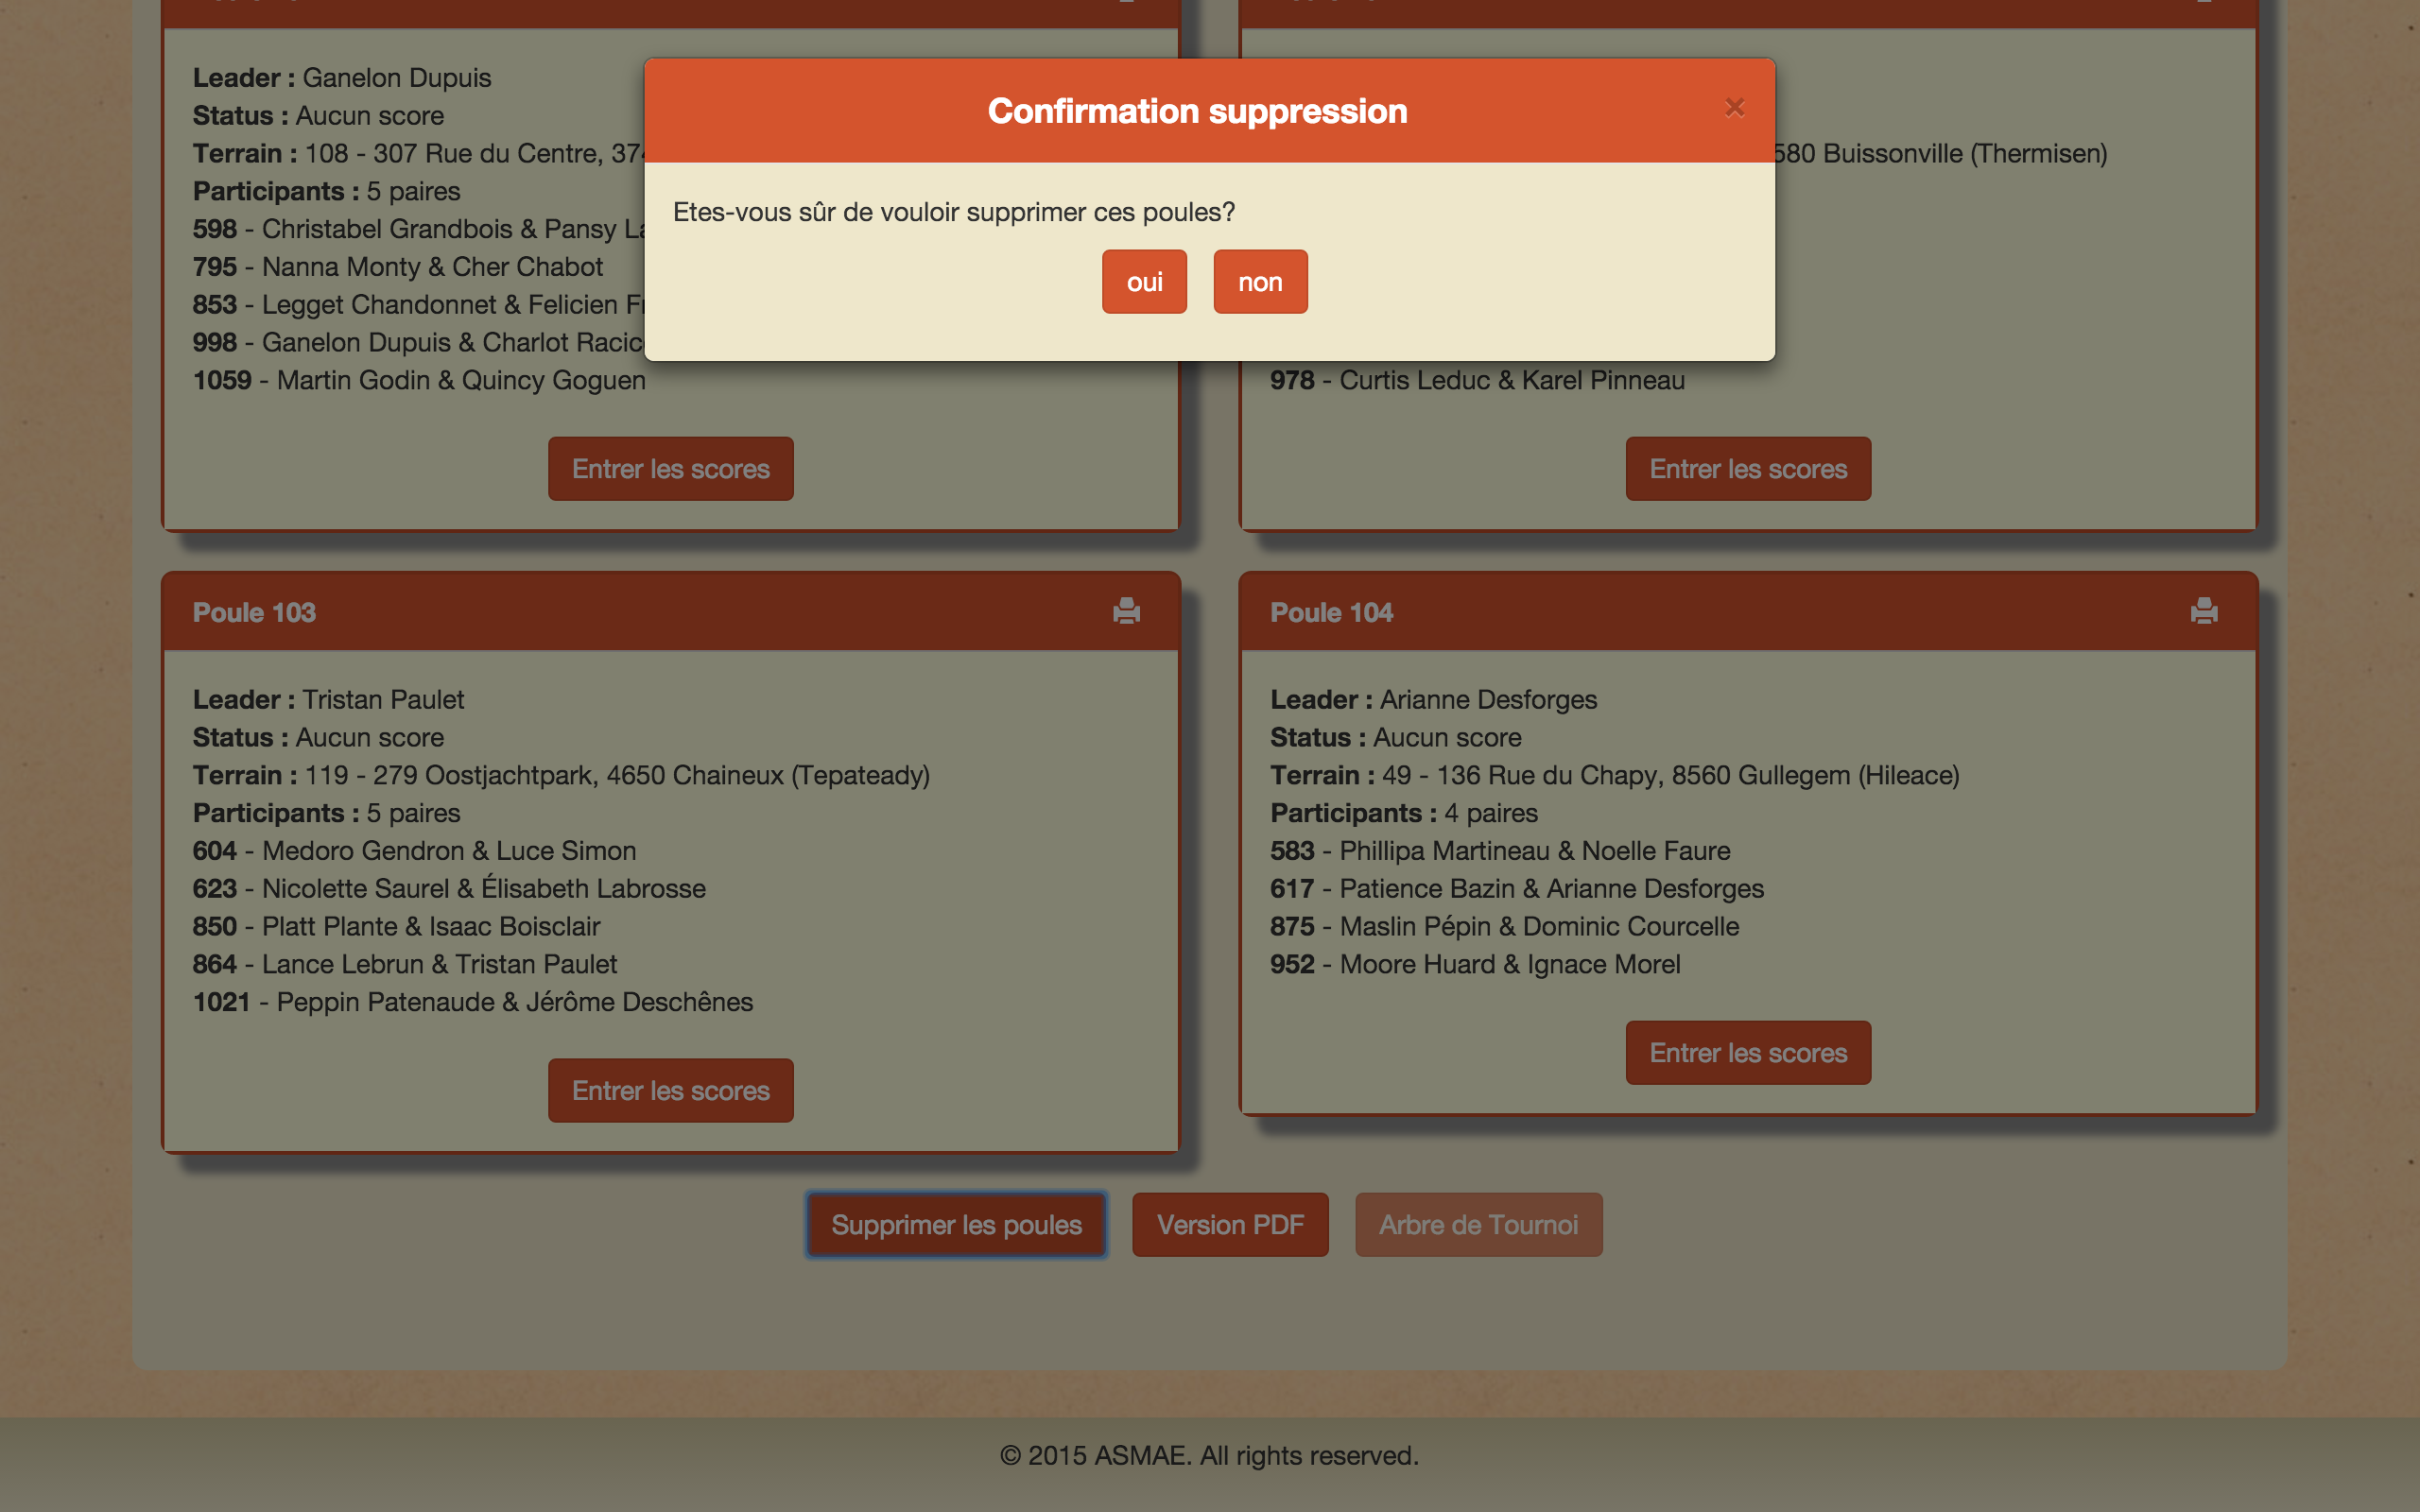 Confirmation suppression
×
Etes-vous sûr de vouloir supprimer ces poules?
oui
non
Leader : Ganelon Dupuis
Status : Aucun score
Terrain : 108 - 307 Rue du Centre,
Participants : 5 paires
598 - Christabel Grandbois & Pansy
795 - Nanna Monty & Cher Chabot
853 - Legget Chandonnet & Felicien
998 - Ganelon Dupuis & Charlot
1059 - Martin Godin & Quincy Goguen
Entrer les scores
Buissonville (Thermisen)
978 - Curtis Leduc & Karel Pinneau
Entrer les scores
Poule 103
Leader : Tristan Paulet
Status : Aucun score
Terrain : 119 - 279 Oostjachtpark, 4650 Chaineux (Tepateady)
Participants : 5 paires
604 - Medoro Gendron & Luce Simon
623 - Nicolette Saurel & Élisabeth Labrosse
850 - Platt Plante & Isaac Boisclair
864 - Lance Lebrun & Tristan Paulet
1021 - Peppin Patenaude & Jérôme Deschênes
Entrer les scores
Poule 104
Leader : Arianne Desforges
Status : Aucun score
Terrain : 49 - 136 Rue du Chapy, 8560 Gullegem (Hileace)
Participants : 4 paires
583 - Phillipa Martineau & Noelle Faure
617 - Patience Bazin & Arianne Desforges
875 - Maslin Pépin & Dominic Courcelle
952 - Moore Huard & Ignace Morel
Entrer les scores
Supprimer les poules
Version PDF
Arbre de Tournoi
© 2015 ASMAE. All rights reserved.